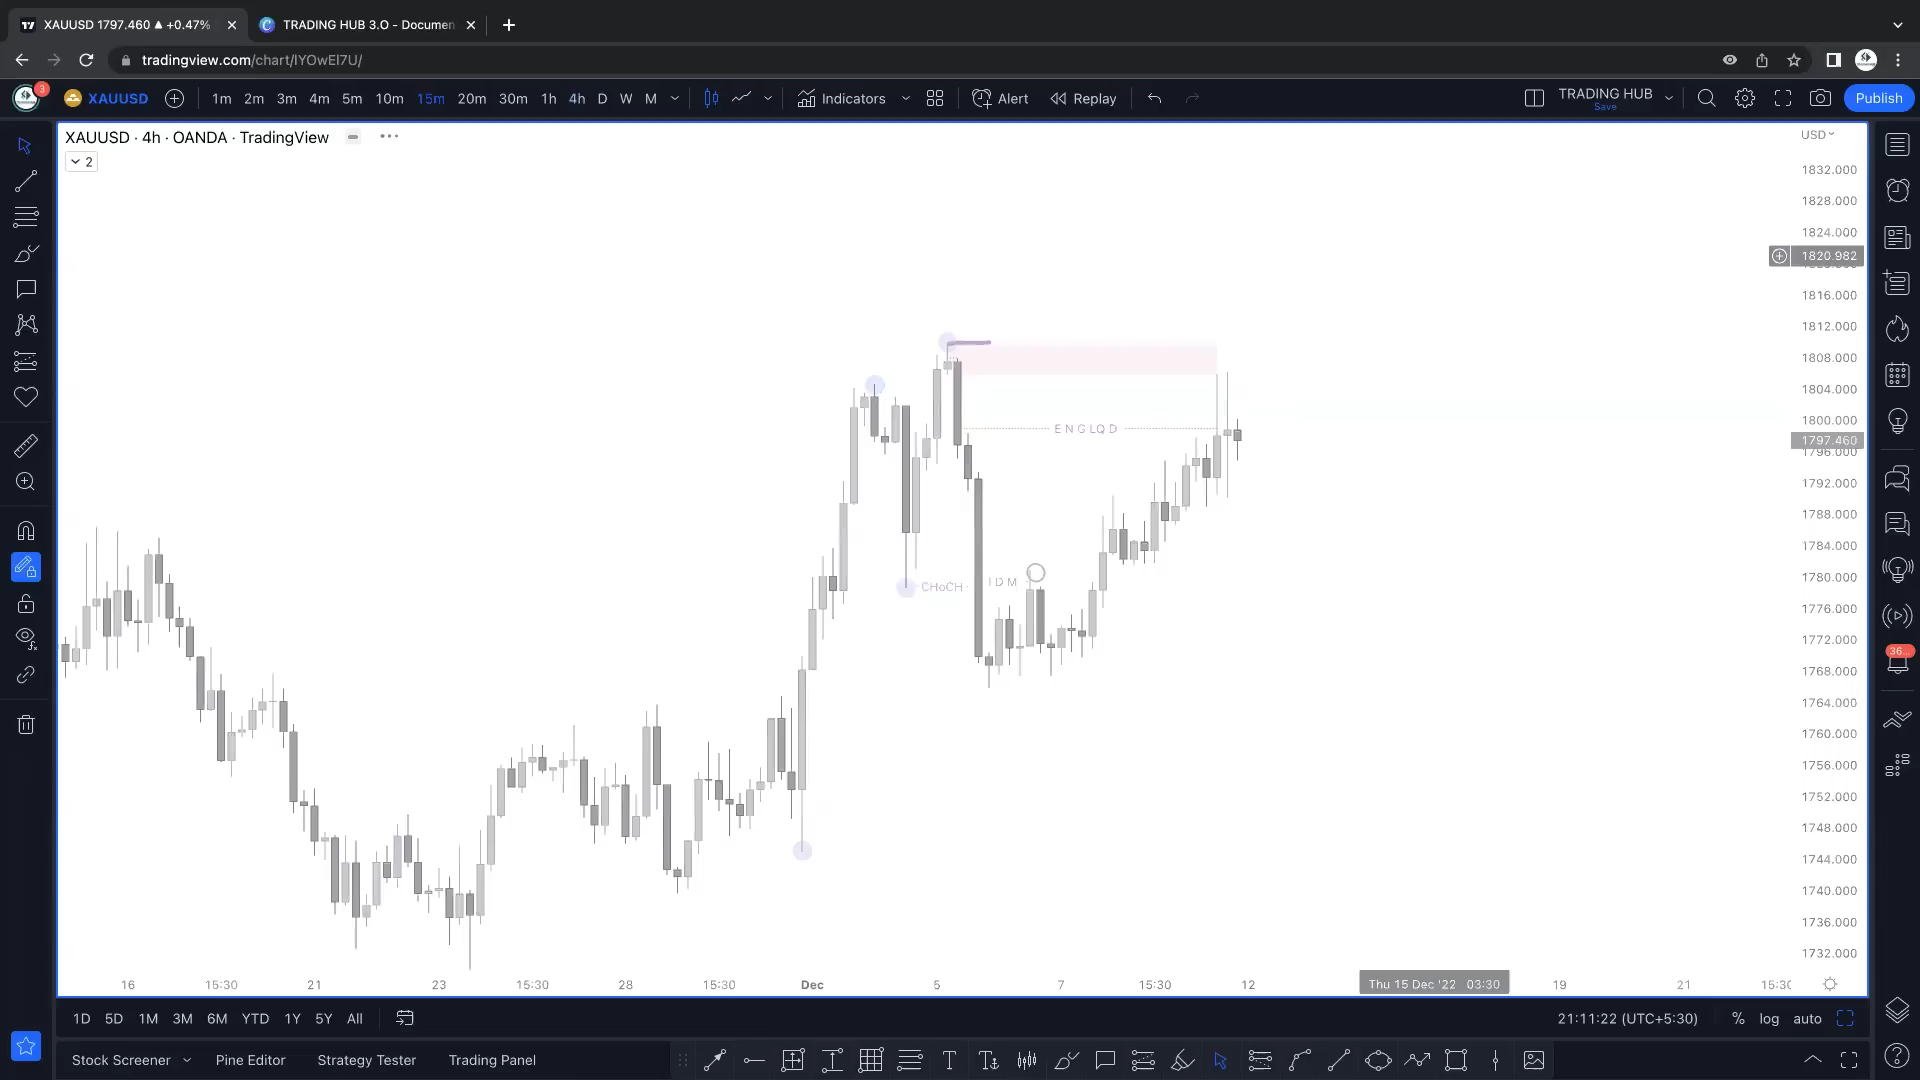 XAUUSD 1797.460 ▲ +0.47%
TRADING HUB 3.O - Documen
tradingview.com/chart/lYOwEl7U/
3
XAUUSD 1m 2m 3m 4m 5m 10m 15m 20m 30m 1h 4h D W M Indicators Alert Replay TRADING HUB Save Publish
XAUUSD · 4h · OANDA · TradingView
2
USD
1832.000
1828.000
1824.000
1820.982
1816.000
1812.000
1808.000
1804.000
1800.000
1797.460
1796.000
1792.000
1788.000
1784.000
1780.000
1776.000
1772.000
1768.000
1764.000
1760.000
1756.000
1752.000
1748.000
1744.000
1740.000
1736.000
1732.000
ENGLQD
CHoCH
IDM
36...
16 15:30 21 23 15:30 28 15:30 Dec 5 7 15:30 12 Thu 15 Dec '22 03:30 19 21
1D 5D 1M 3M 6M YTD 1Y 5Y All 21:11:22 (UTC+5:30) % log auto
Stock Screener Pine Editor Strategy Tester Trading Panel